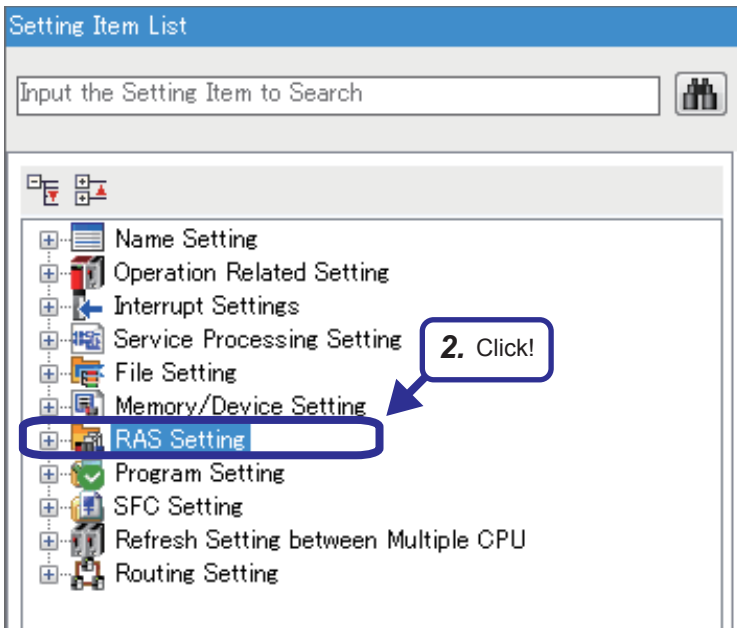 Setting Item List
Input the Setting Item to Search
Name Setting
Operation Related Setting
Interrupt Settings
Service Processing Setting
2. Click!
File Setting
Memory/Device Setting
RAS Setting
Program Setting
SFC Setting
Refresh Setting between Multiple CPU
Routing Setting